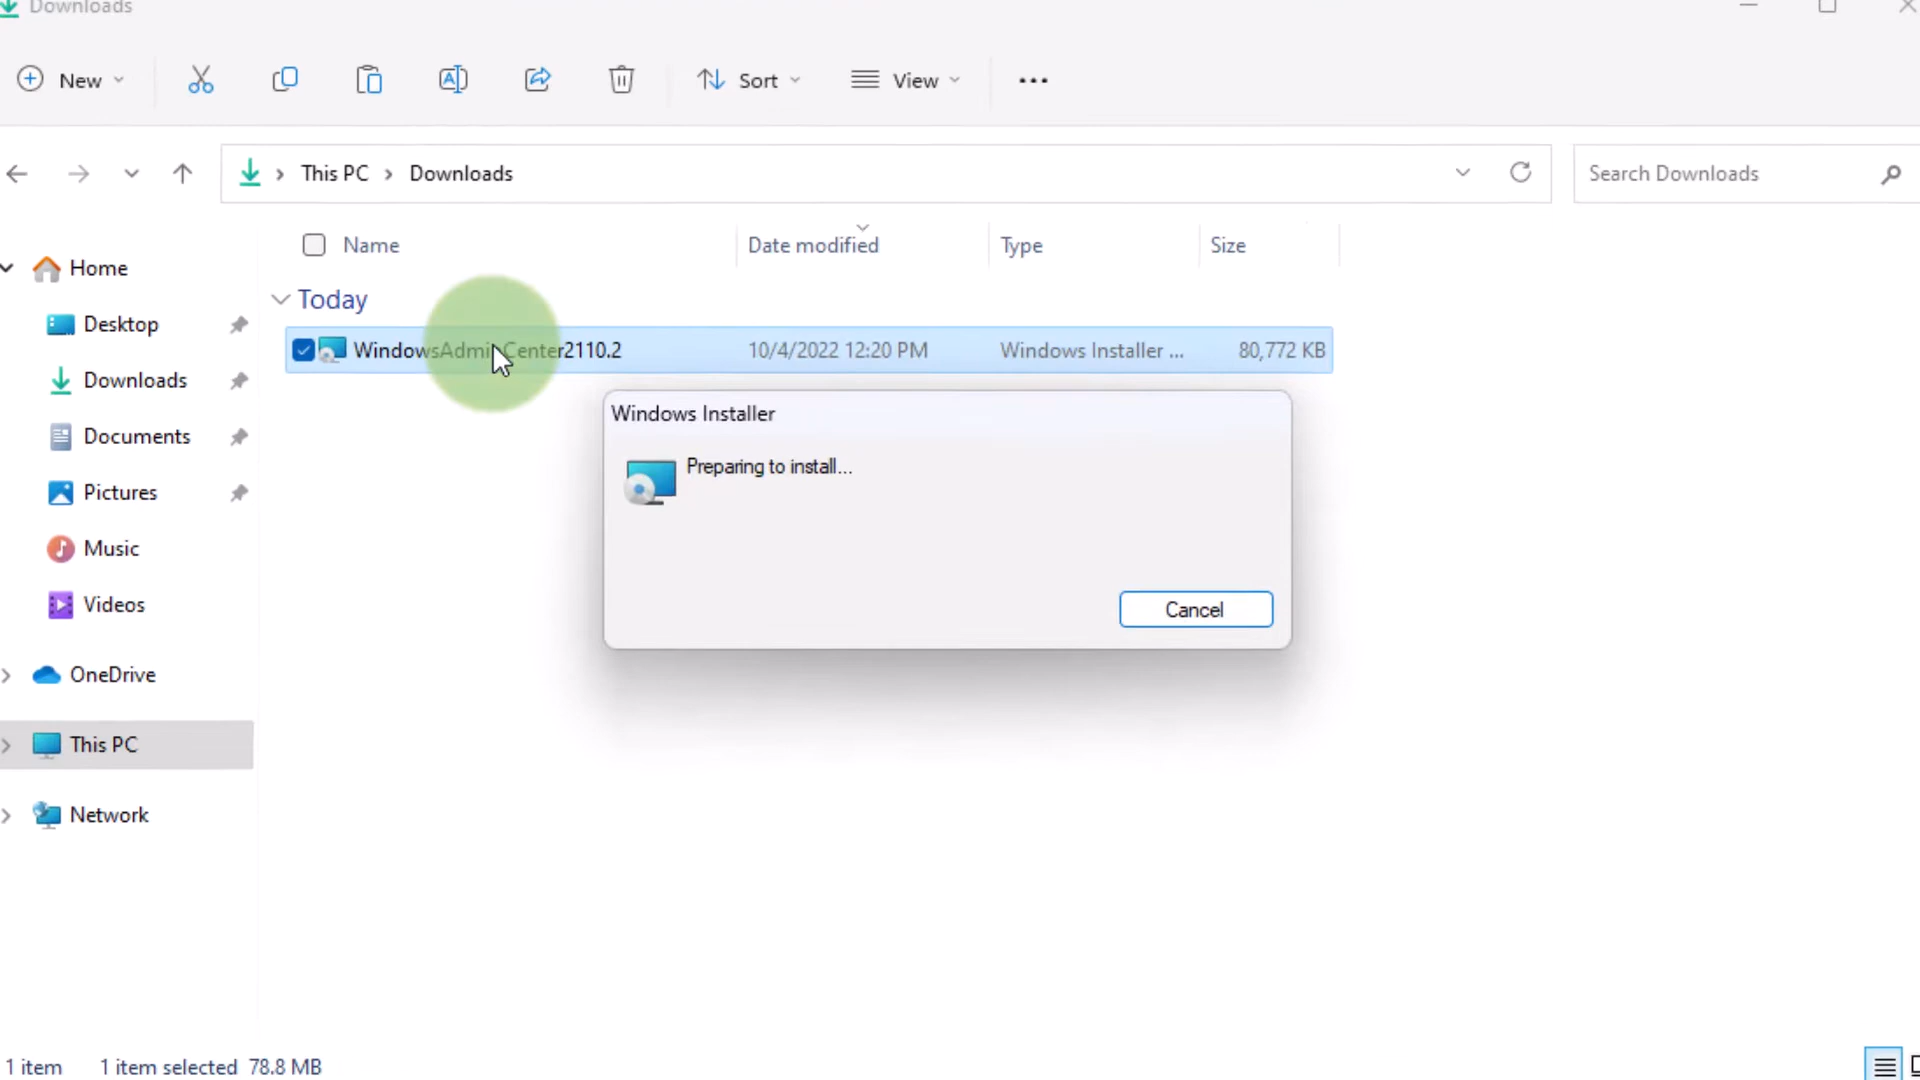 Downloads
New
Sort
View
This PC
Downloads
Search Downloads
Name
Date modified
Type
Size
Home
Today
Desktop
WindowsAdminCenter2110.2
10/4/2022 12:20 PM
Windows Installer ...
80,772 KB
Downloads
Windows Installer
Documents
Preparing to install...
Pictures
Music
Videos
Cancel
OneDrive
This PC
Network
1 item
1 item selected 78.8 MB